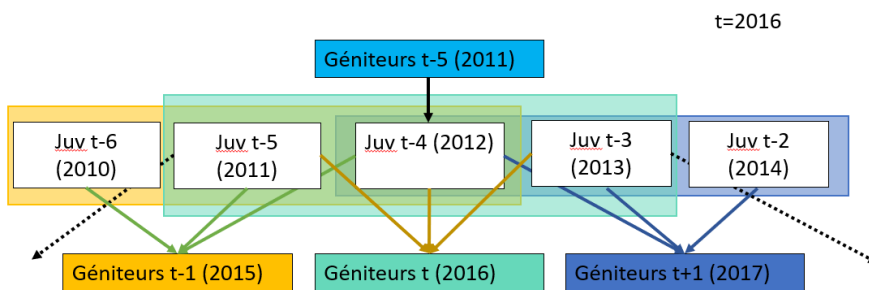 t=2016
Géniteurs t-5 (2011)
Juv t-6
(2010)
Juv t-5
(2011)
Juv t-4 (2012)
Juv t-3
(2013)
Juv t-2
(2014)
Géniteurs t-1 (2015)
Géniteurs t (2016)
Géniteurs t+1 (2017)